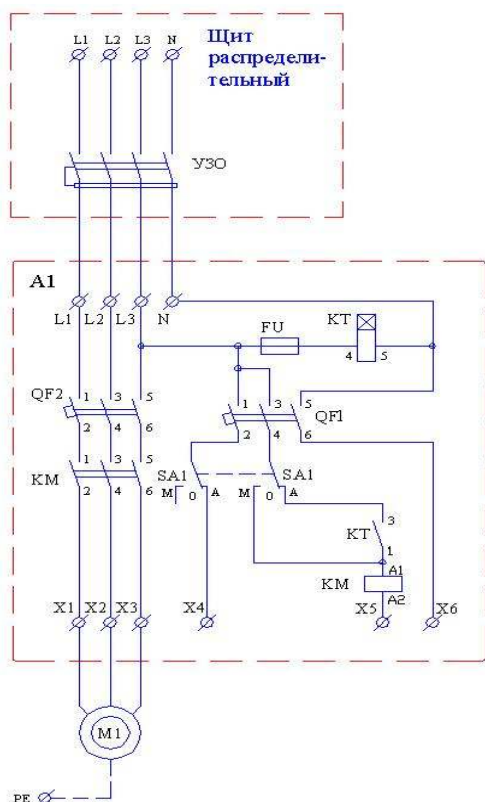 L1 L2 L3 N
Щит
распредели-
тельный
УЗО
A1
L1 L2 L3 N
FU KT
4 5
QF2 1 3 5
1 3 5 QF1
2 4 6
2 4 6
KM 1 3 5
2 4 6
SA1 SA1
M O A M O A
KT 3
1
KM A1
A2
X1 X2 X3 X4 X5 X6
M1
PE